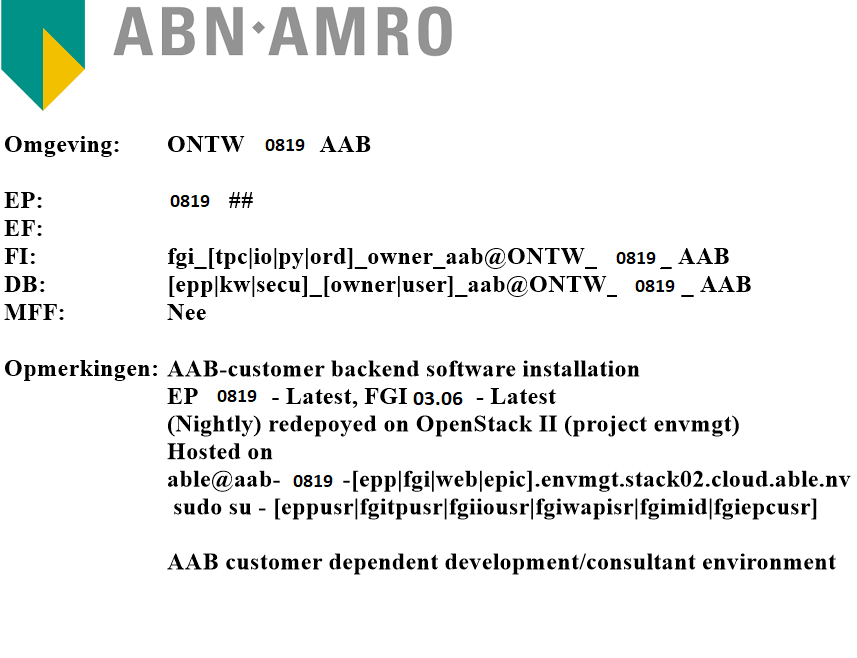 ABN·AMRO
Omgeving: ONTW 0819 AAB
EP: 0819 ##
EF:
FI: fgi_[tpc|io|py|ord]_owner_aab@ONTW_ 0819_ AAB
DB: [epp|kw|secu]_[owner|user]_aab@ONTW_ 0819 _ AAB
MFF: Nee
Opmerkingen: AAB-customer backend software installation
EP 0819 - Latest, FGI 03.06 - Latest
(Nightly) redepoyed on OpenStack II (project envmgt)
Hosted on
able@aab- 0819 -[epp|fgi|web|epic].envmgt.stack02.cloud.able.nv
sudo su - [eppusr|fgitpusr|fgiiousr|fgiwapisr|fgimid|fgiepcusr]
AAB customer dependent development/consultant environment